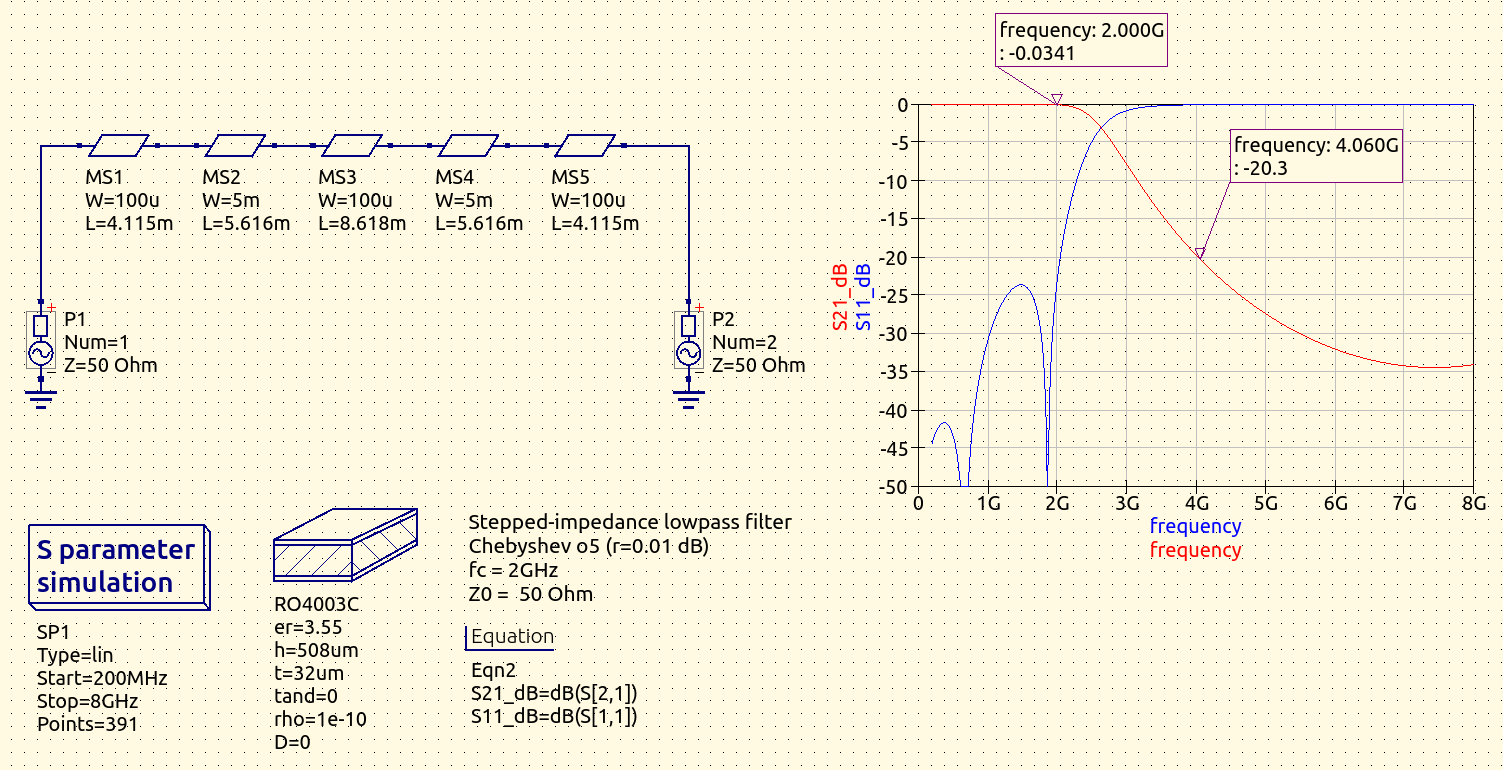 MS1
W=100u
L=4.115m
MS2
W=5m
L=5.616m
MS3
W=100u
L=8.618m
MS4
W=5m
L=5.616m
MS5
W=100u
L=4.115m
P1
Num=1
Z=50 Ohm
P2
Num=2
Z=50 Ohm
frequency: 2.000G
: -0.0341
frequency: 4.060G
: -20.3
0
-5
-10
-15
-20
-25
-30
-35
-40
-45
-50
S21_dB
S11_dB
0
1G
2G
3G
4G
5G
6G
7G
8G
frequency
frequency
S parameter
simulation
SP1
Type=lin
Start=200MHz
Stop=8GHz
Points=391
RO4003C
er=3.55
h=508um
t=32um
tand=0
rho=1e-10
D=0
Stepped-impedance lowpass filter
Chebyshev o5 (r=0.01 dB)
fc = 2GHz
Z0 =  50 Ohm
Equation
Eqn2
S21_dB=dB(S[2,1])
S11_dB=dB(S[1,1])